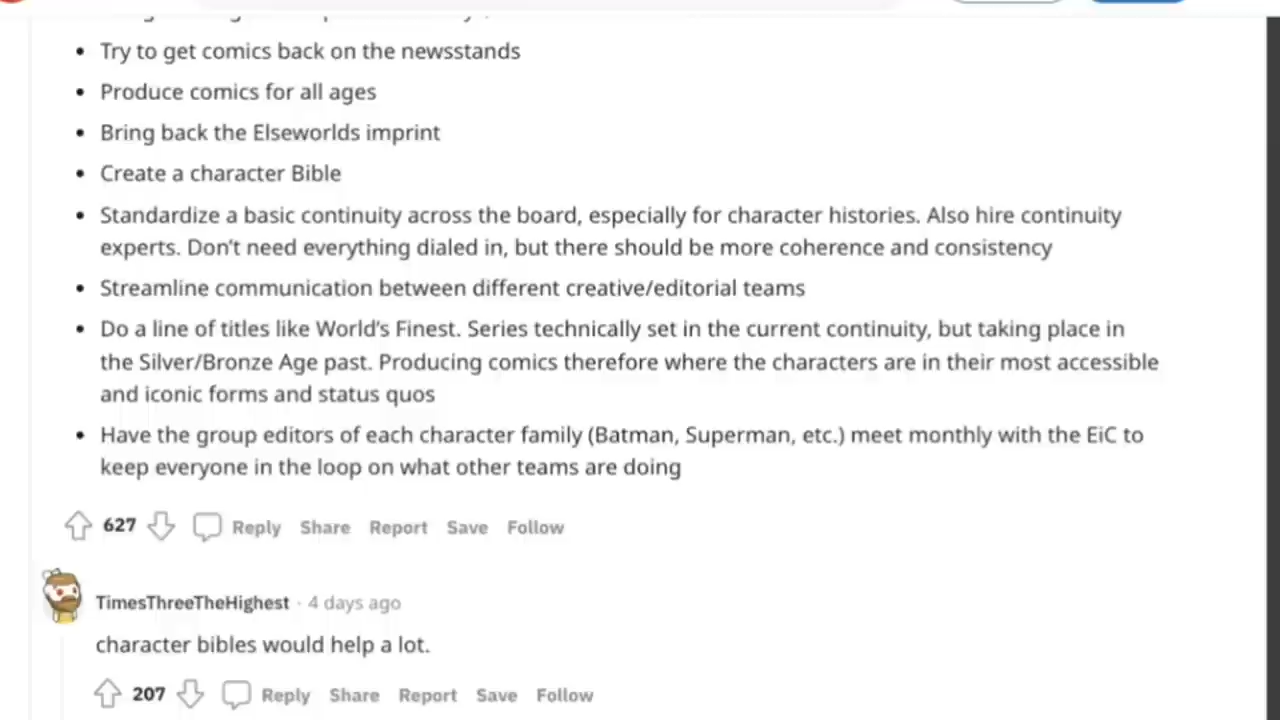 • Try to get comics back on the newsstands
• Produce comics for all ages
• Bring back the Elseworlds imprint
• Create a character Bible
• Standardize a basic continuity across the board, especially for character histories. Also hire continuity
experts. Don't need everything dialed in, but there should be more coherence and consistency
• Streamline communication between different creative/editorial teams
• Do a line of titles like World's Finest. Series technically set in the current continuity, but taking place in
the Silver/Bronze Age past. Producing comics therefore where the characters are in their most accessible
and iconic forms and status quos
• Have the group editors of each character family (Batman, Superman, etc.) meet monthly with the EiC to
keep everyone in the loop on what other teams are doing
627 Reply Share Report Save Follow
TimesThreeTheHighest · 4 days ago
character bibles would help a lot.
207 Reply Share Report Save Follow